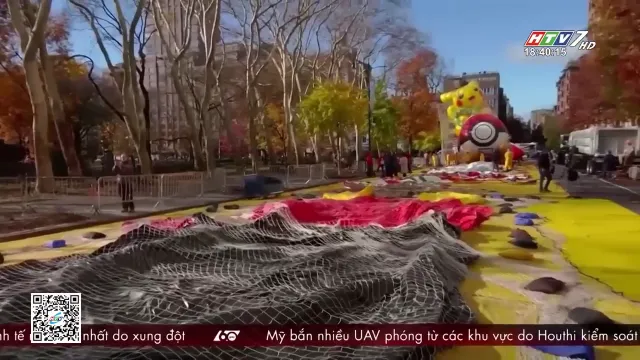 HTV7 HD
18:40:15
nh tế
nhất do xung đột
60
Mỹ bắn nhiều UAV phóng từ các khu vực do Houthi kiểm soát